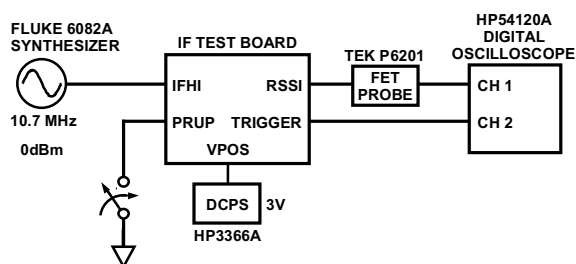 FLUKE 6082A
SYNTHESIZER
IF TEST BOARD
TEK P6201
HP54120A
DIGITAL
OSCILLOSCOPE
IFHI
RSSI
FET
PROBE
CH 1
10.7 MHz
PRUP
TRIGGER
CH 2
0dBm
VPOS
DCPS
3V
HP3366A